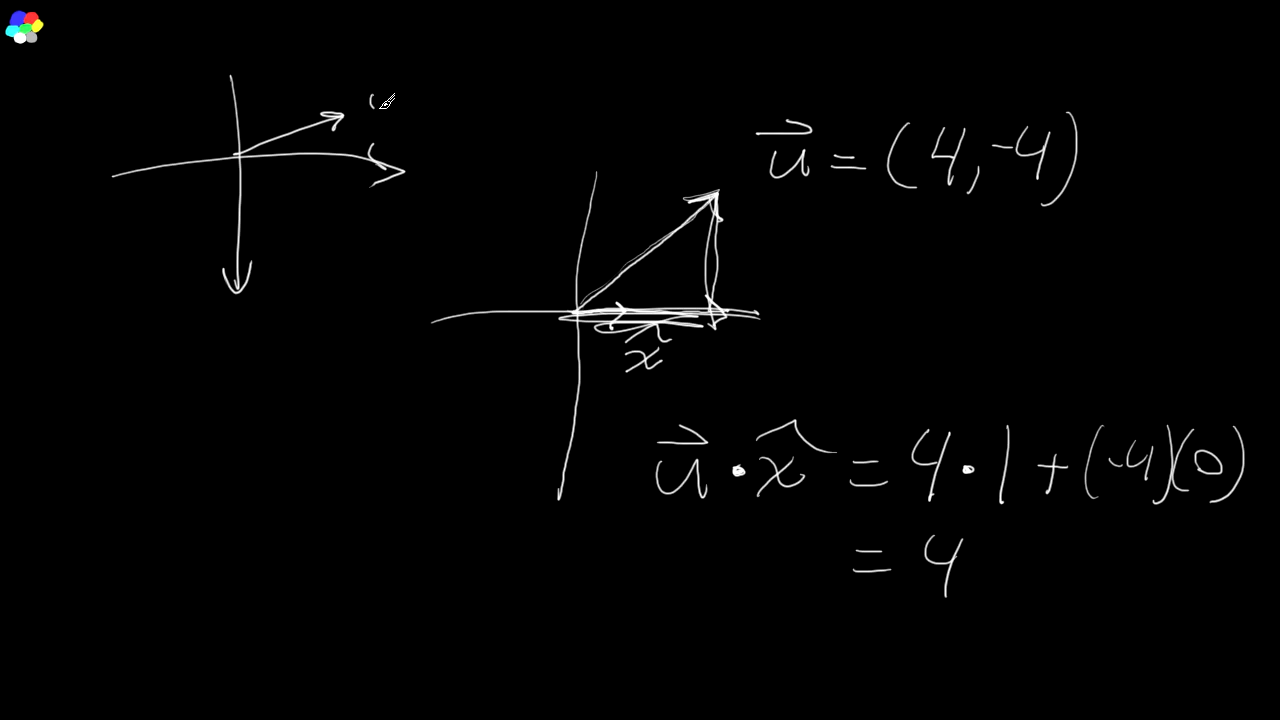 u⃗ = (4, -4)
x̂
u⃗ · x̂ = 4 · 1 + (-4)(0)
= 4